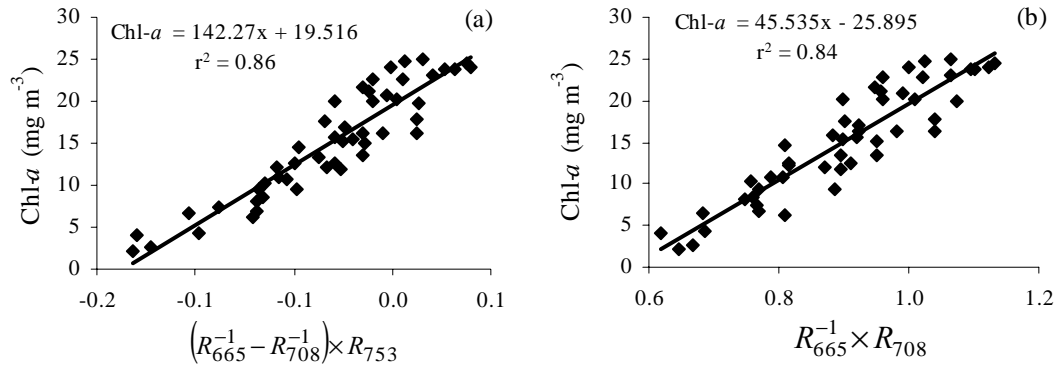 (a)
Chl-a = 142.27x + 19.516
r² = 0.86
Chl-a (mg m⁻³)
30
25
20
15
10
5
0
-0.2 -0.1 -0.1 0.0 0.1
(R₆₆₅⁻¹ − R₇₀₈⁻¹) × R₇₅₃
(b)
Chl-a = 45.535x - 25.895
r² = 0.84
Chl-a (mg m⁻³)
30
25
20
15
10
5
0
0.6 0.8 1.0 1.2
R₆₆₅⁻¹ × R₇₀₈